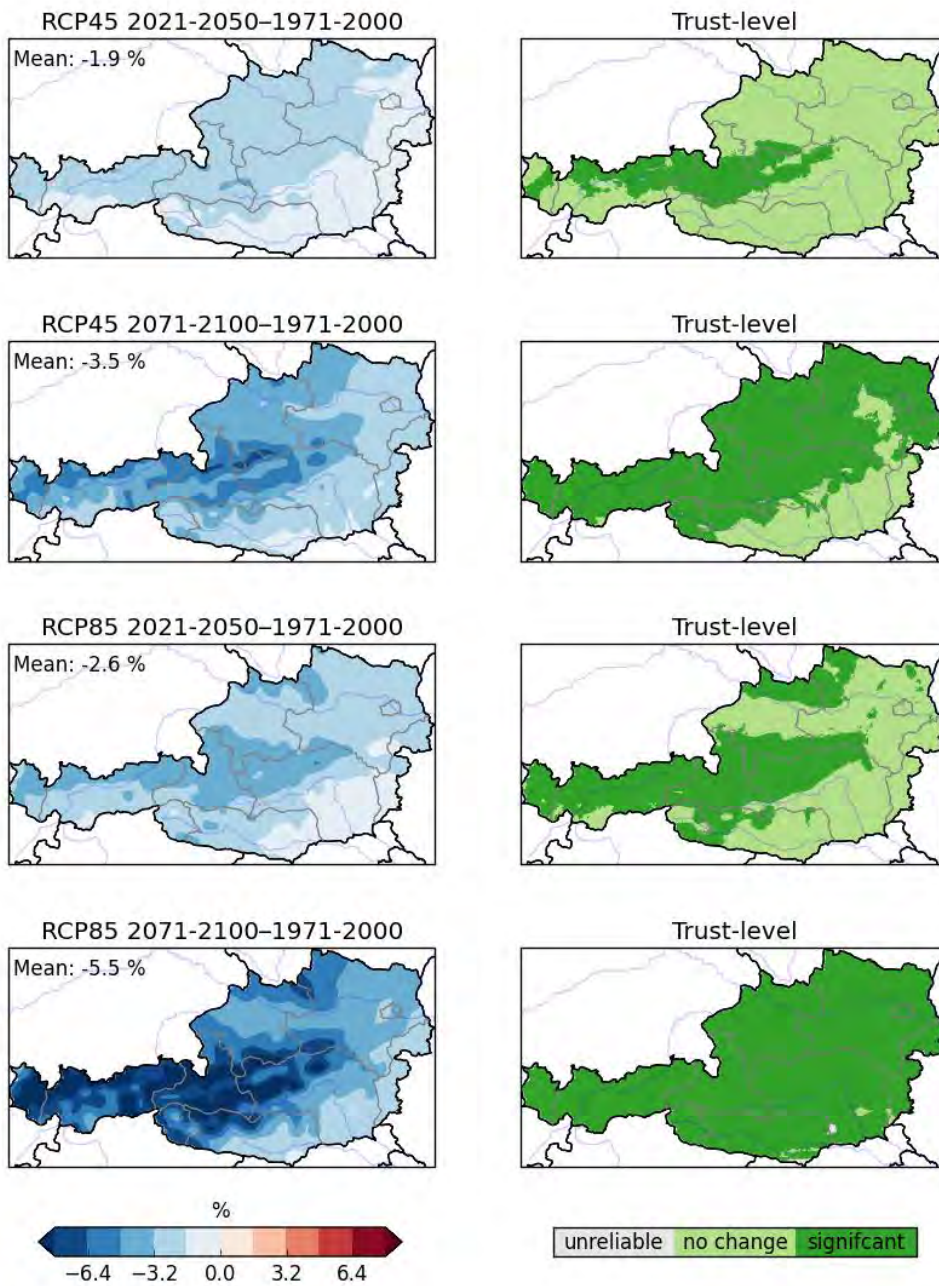 RCP45 2021-2050–1971-2000
Trust-level
Mean: -1.9 %
RCP45 2071-2100–1971-2000
Trust-level
Mean: -3.5 %
RCP85 2021-2050–1971-2000
Trust-level
Mean: -2.6 %
RCP85 2071-2100–1971-2000
Trust-level
Mean: -5.5 %
%
−6.4 −3.2 0.0 3.2 6.4
unreliable no change signifcant